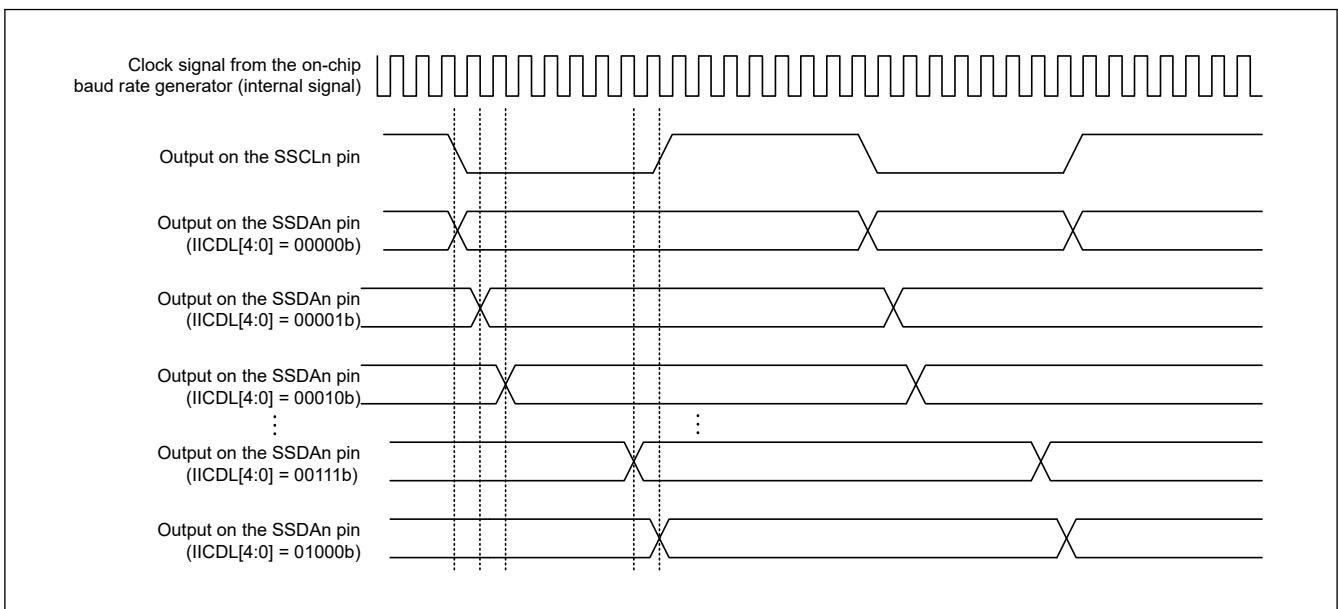 Clock signal from the on-chip
baud rate generator (internal signal)
Output on the SSCLn pin
Output on the SSDAn pin
(IICDL[4:0] = 00000b)
Output on the SSDAn pin
(IICDL[4:0] = 00001b)
Output on the SSDAn pin
(IICDL[4:0] = 00010b)
Output on the SSDAn pin
(IICDL[4:0] = 00111b)
Output on the SSDAn pin
(IICDL[4:0] = 01000b)